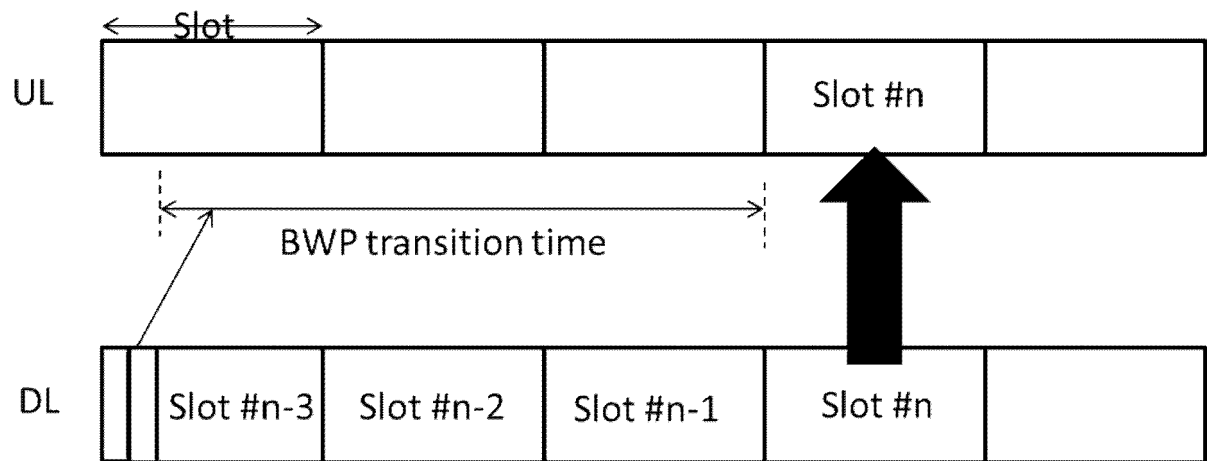 Slot
UL
Slot #n
BWP transition time
DL
Slot #n-3
Slot #n-2
Slot #n-1
Slot #n